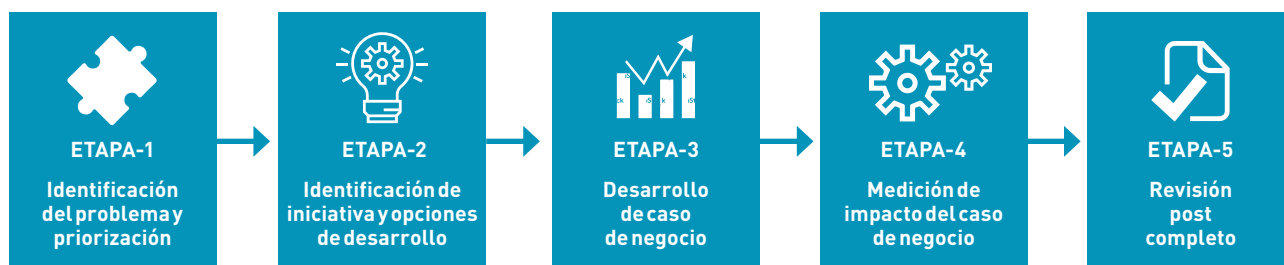 ETAPA-1
Identificación
del problema y
priorización
ETAPA-2
Identificación de
iniciativa y opciones
de desarrollo
ETAPA-3
Desarrollo
de caso
de negocio
ETAPA-4
Medición de
impacto del caso
de negocio
ETAPA-5
Revisión
post
completo